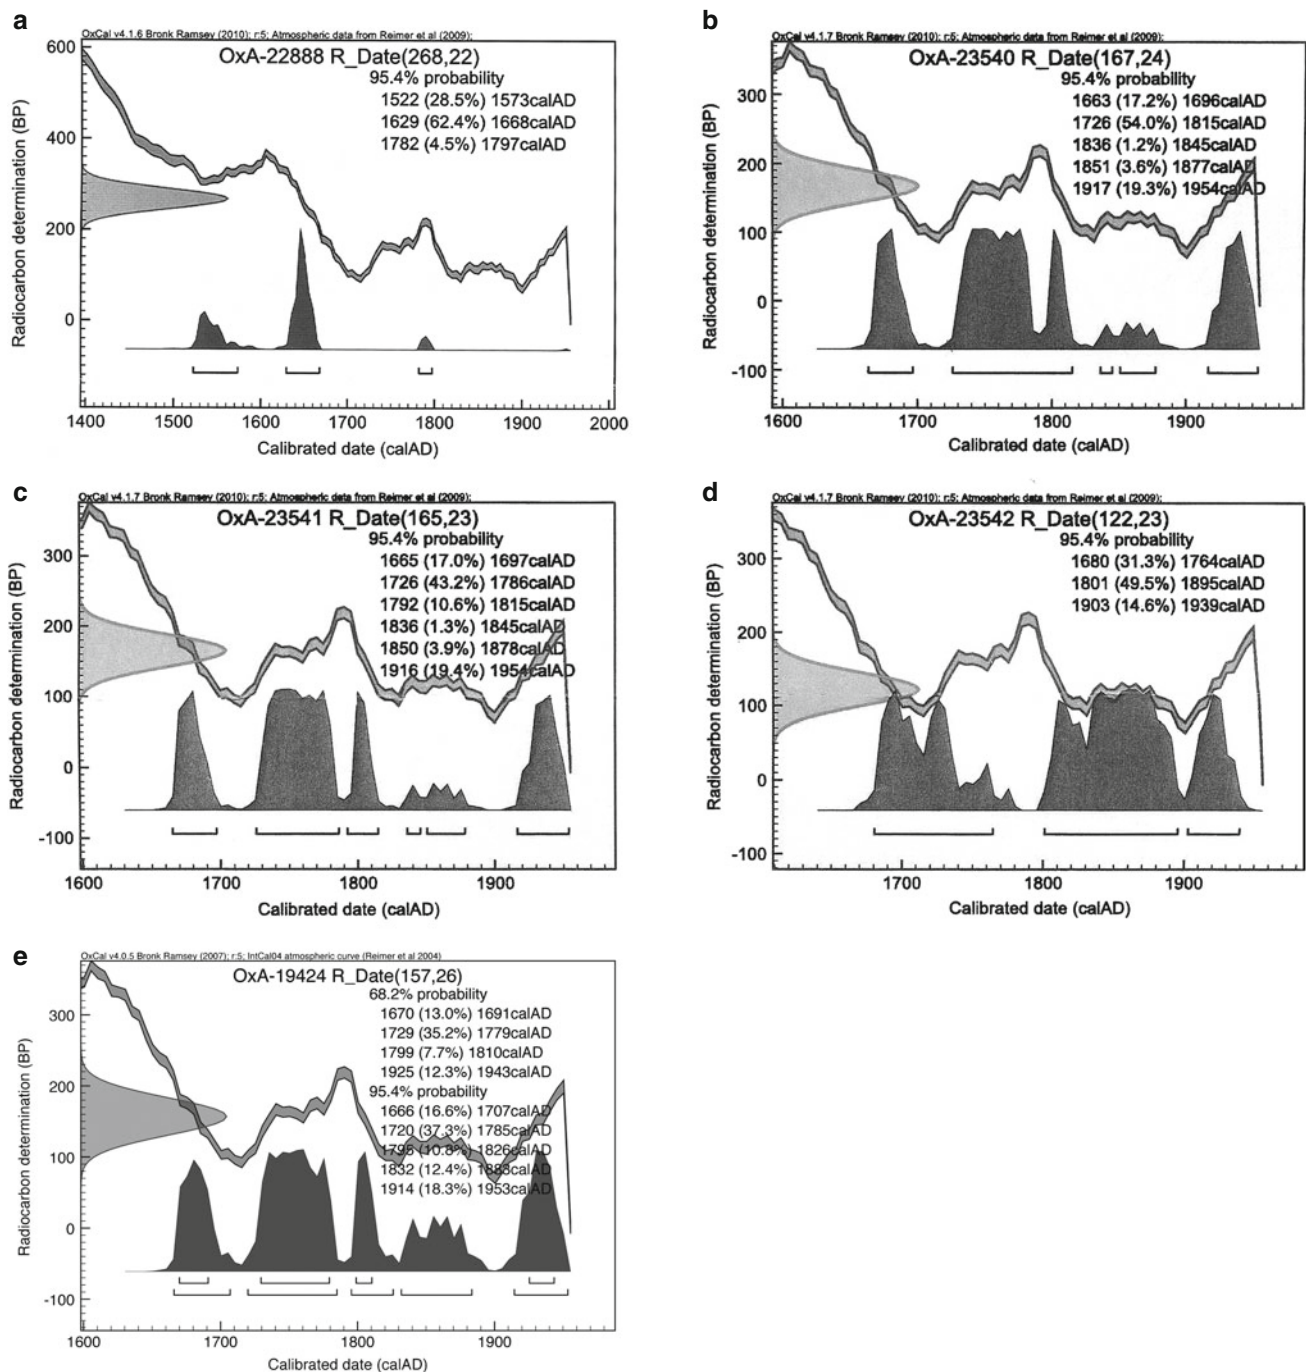 a
OxCal v4.1.6 Bronk Ramsey (2010); r:5; Atmospheric data from Reimer et al (2009);
OxA-22888 R_Date(268,22)
95.4% probability
1522 (28.5%) 1573calAD
1629 (62.4%) 1668calAD
1782 (4.5%) 1797calAD
Radiocarbon determination (BP)
600
400
200
0
1400 1500 1600 1700 1800 1900 2000
Calibrated date (calAD)
b
OxCal v4.1.7 Bronk Ramsey (2010); r:5; Atmospheric data from Reimer et al (2009);
OxA-23540 R_Date(167,24)
95.4% probability
1663 (17.2%) 1696calAD
1726 (54.0%) 1815calAD
1836 (1.2%) 1845calAD
1851 (3.6%) 1877calAD
1917 (19.3%) 1954calAD
Radiocarbon determination (BP)
300
200
100
0
-100
1600 1700 1800 1900
Calibrated date (calAD)
c
OxCal v4.1.7 Bronk Ramsey (2010); r:5; Atmospheric data from Reimer et al (2009);
OxA-23541 R_Date(165,23)
95.4% probability
1665 (17.0%) 1697calAD
1726 (43.2%) 1786calAD
1792 (10.6%) 1815calAD
1836 (1.3%) 1845calAD
1850 (3.9%) 1878calAD
1916 (19.4%) 1954calAD
Radiocarbon determination (BP)
300
200
100
0
-100
1600 1700 1800 1900
Calibrated date (calAD)
d
OxCal v4.1.7 Bronk Ramsey (2010); r:5; Atmospheric data from Reimer et al (2009);
OxA-23542 R_Date(122,23)
95.4% probability
1680 (31.3%) 1764calAD
1801 (49.5%) 1895calAD
1903 (14.6%) 1939calAD
Radiocarbon determination (BP)
300
200
100
0
-100
1700 1800 1900
Calibrated date (calAD)
e
OxCal v4.0.5 Bronk Ramsey (2007); r:5; IntCal04 atmospheric curve (Reimer et al 2004)
OxA-19424 R_Date(157,26)
68.2% probability
1670 (13.0%) 1691calAD
1729 (35.2%) 1779calAD
1799 (7.7%) 1810calAD
1925 (12.3%) 1943calAD
95.4% probability
1666 (16.6%) 1707calAD
1720 (37.3%) 1785calAD
1795 (10.8%) 1826calAD
1832 (12.4%) 1883calAD
1914 (18.3%) 1953calAD
Radiocarbon determination (BP)
300
200
100
0
-100
1600 1700 1800 1900
Calibrated date (calAD)